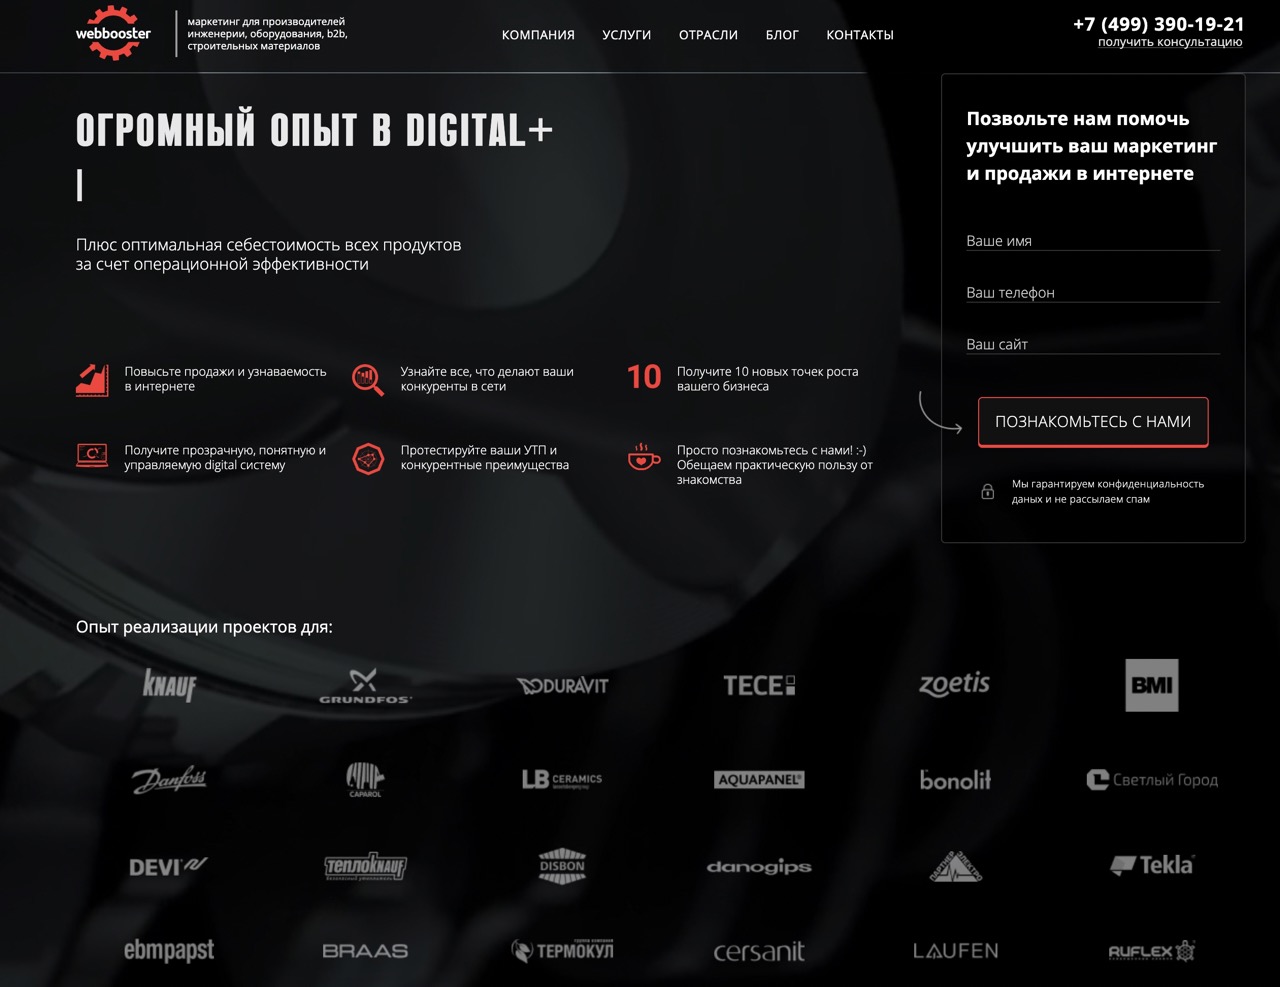 webbooster
маркетинг для производителей
инженерии, оборудования, b2b,
строительных материалов
КОМПАНИЯ УСЛУГИ ОТРАСЛИ БЛОГ КОНТАКТЫ
+7 (499) 390-19-21
получить консультацию
ОГРОМНЫЙ ОПЫТ В DIGITAL+
Плюс оптимальная себестоимость всех продуктов
за счет операционной эффективности
Повысьте продажи и узнаваемость
в интернете
Узнайте все, что делают ваши
конкуренты в сети
10
Получите 10 новых точек роста
вашего бизнеса
Получите прозрачную, понятную и
управляемую digital систему
Протестируйте ваши УТП и
конкурентные преимущества
Просто познакомьтесь с нами! :-)
Обещаем практическую пользу от
знакомства
Позвольте нам помочь
улучшить ваш маркетинг
и продажи в интернете
Ваше имя
Ваш телефон
Ваш сайт
ПОЗНАКОМЬТЕСЬ С НАМИ
Мы гарантируем конфиденциальность
даных и не рассылаем спам
Опыт реализации проектов для:
KNAUF GRUNDFOS DURAVIT TECE zoetis BMI
Danfoss CAPAROL LB CERAMICS AQUAPANEL® bonolit Светлый Город
DEVI ТЕПЛОKNAUF DISBON danogips ПАРТНЕР ЭЛЕКТРО Tekla
ebmpapst BRAAS группа компаний ТЕРМОКУЛ cersanit LAUFEN RUFLEX